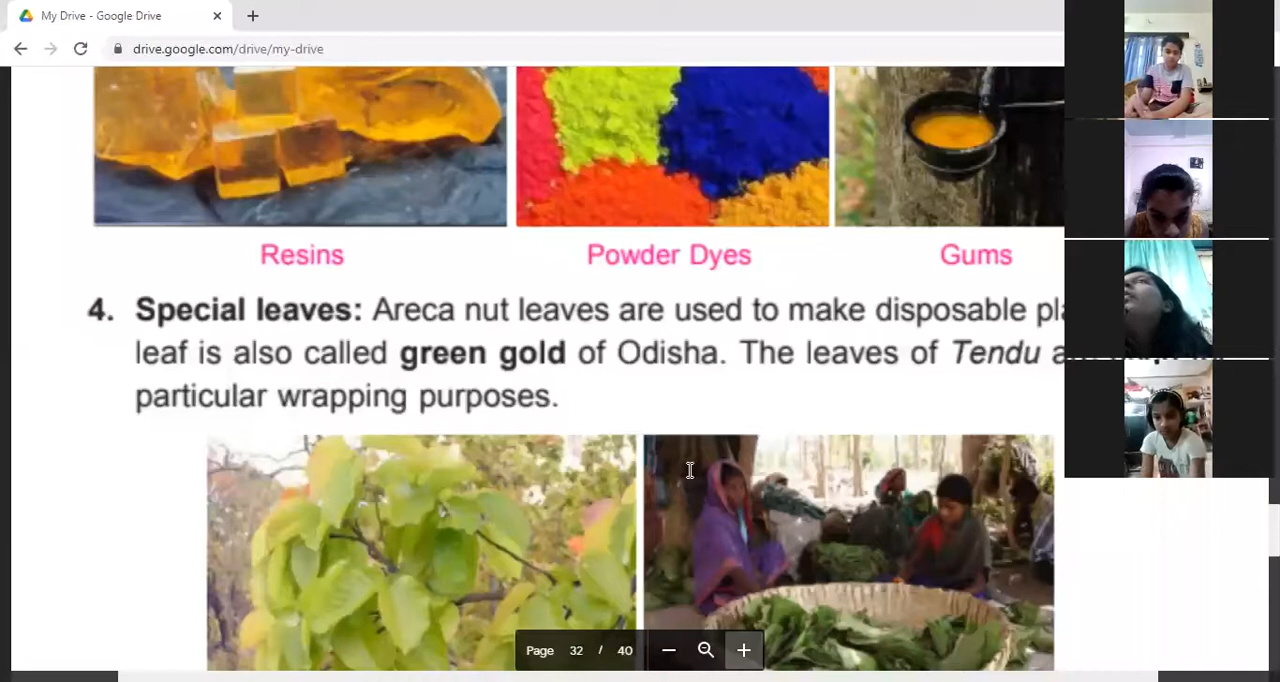 My Drive - Google Drive
drive.google.com/drive/my-drive
Resins
Powder Dyes
Gums
4. Special leaves: Areca nut leaves are used to make disposable
leaf is also called green gold of Odisha. The leaves of Tendu
particular wrapping purposes.
Page 32 / 40